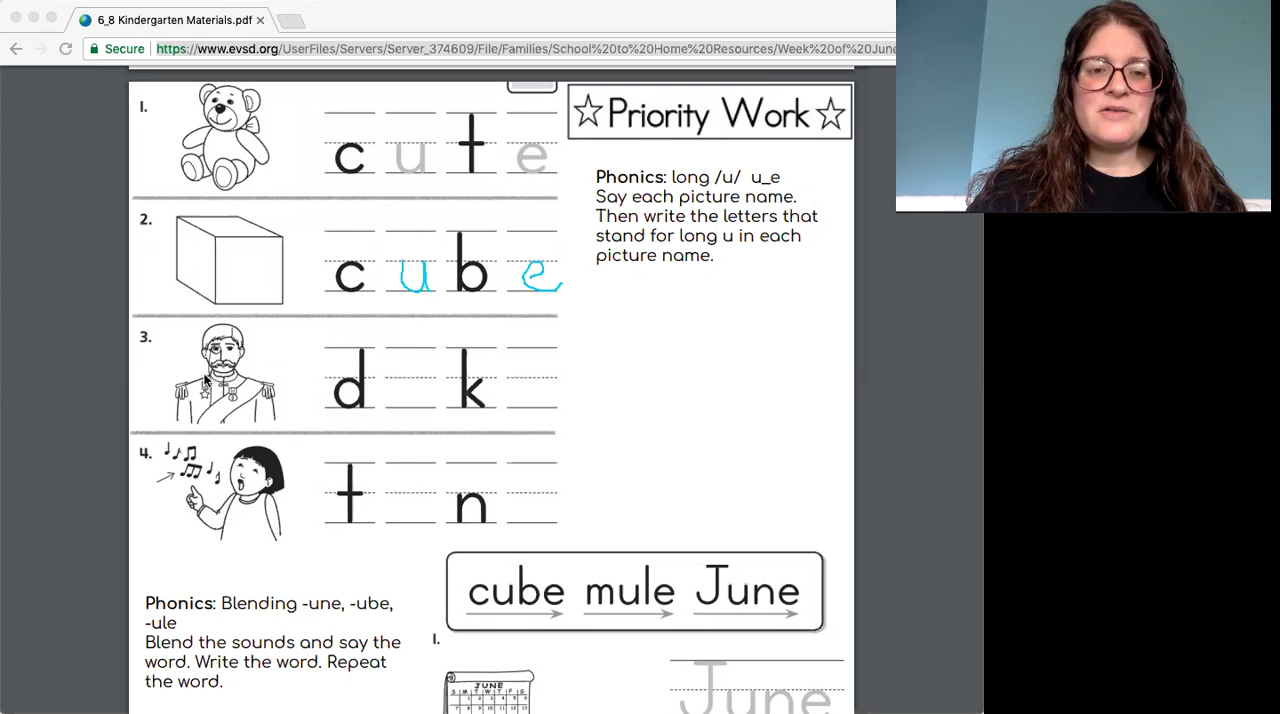 6_8 Kindergarten Materials.pdf
Secure https://www.evsd.org/UserFiles/Servers/Server_374609/File/Families/School%20to%20Home%20Resources/Week%20of%20June
1. cute
Priority Work
Phonics: long /u/ u_e
Say each picture name.
Then write the letters that
stand for long u in each
picture name.
2. cube
3. d k
4. t n
cube mule June
Phonics: Blending -une, -ube,
-ule
Blend the sounds and say the
word. Write the word. Repeat
the word.
1.
JUNE
S M T W T F S
June